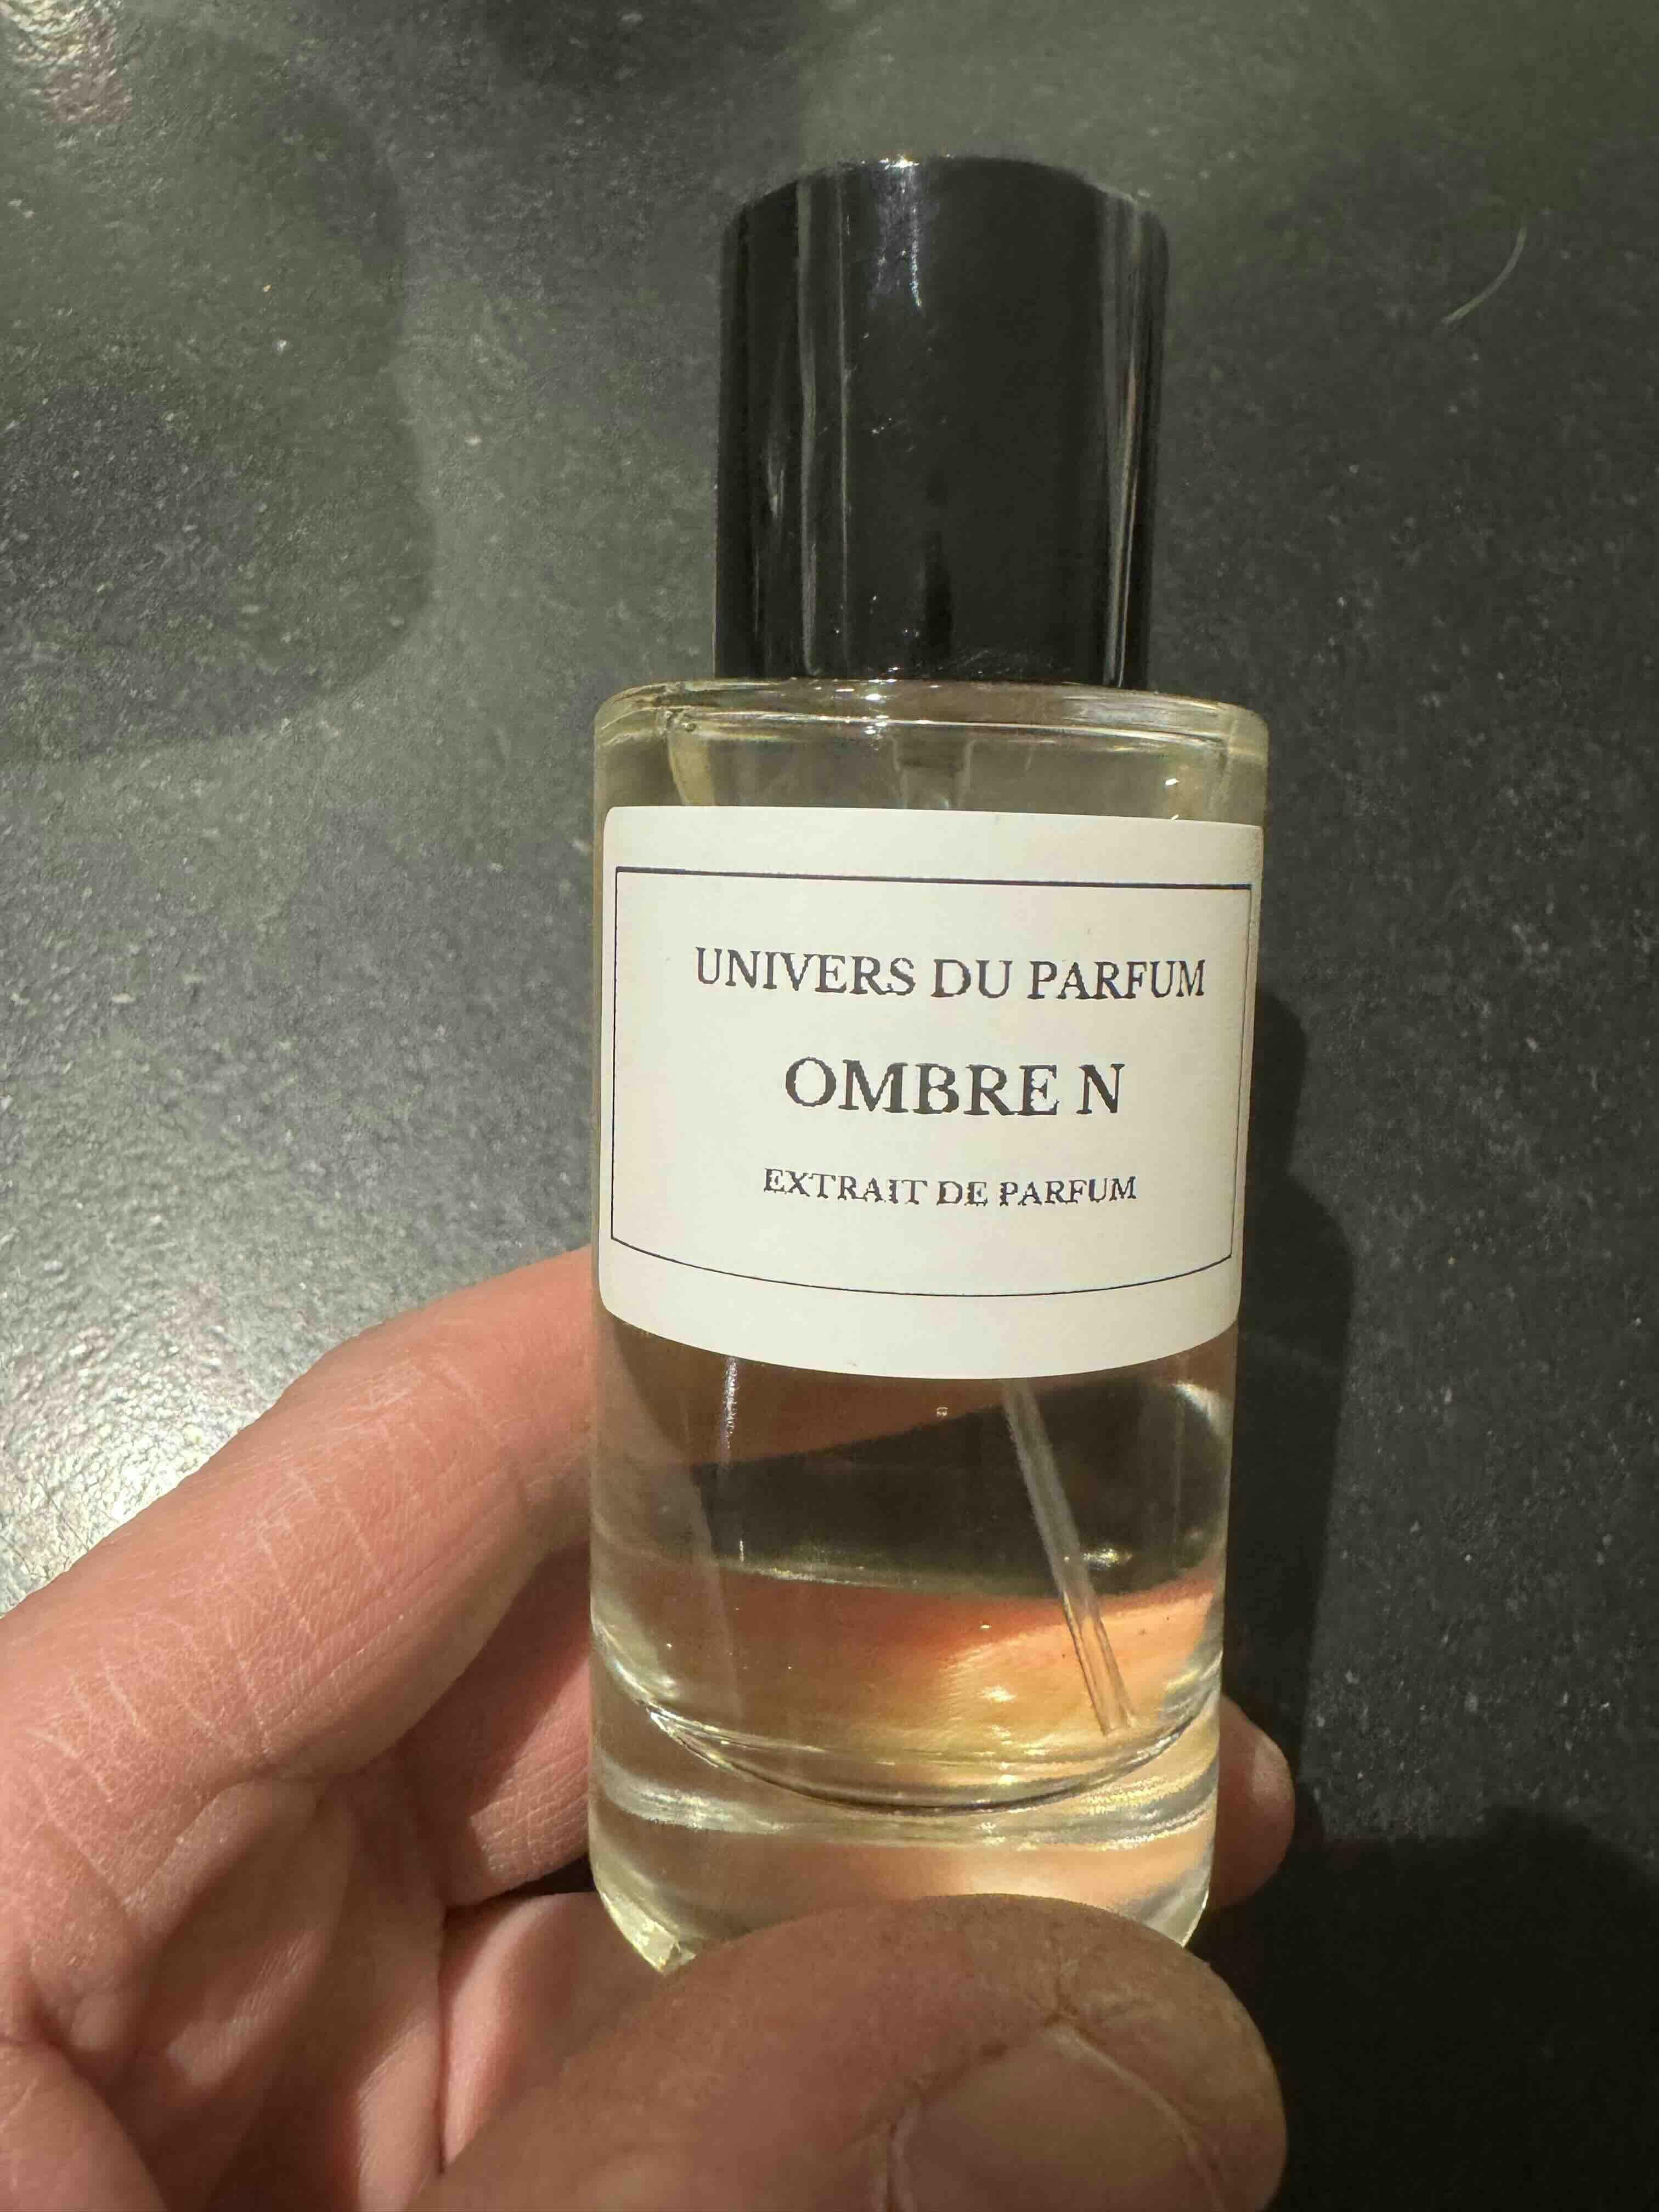 UNIVERS DU PARFUM
OMBRE N
EXTRAIT DE PARFUM